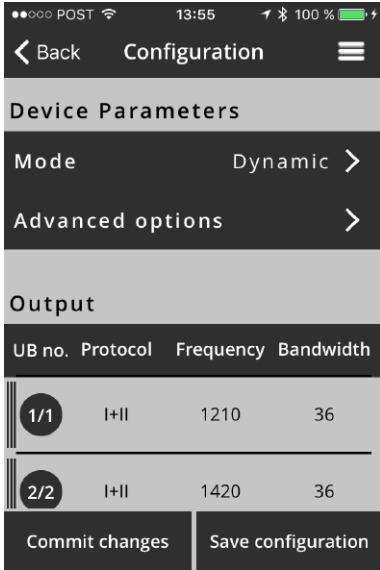 POST 13:55 100 %
Back Configuration
Device Parameters
Mode Dynamic
Advanced options
Output
UB no. Protocol Frequency Bandwidth
1/1 I+II 1210 36
2/2 I+II 1420 36
Commit changes Save configuration